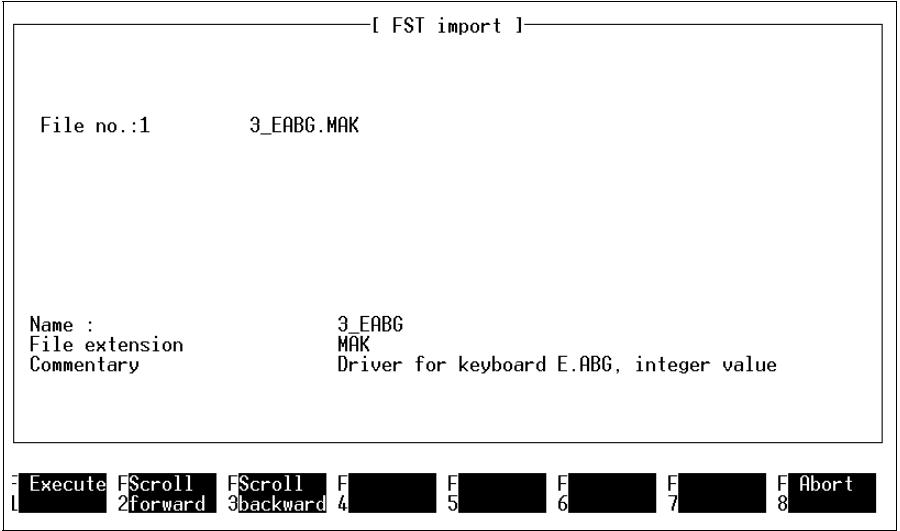 [ FST import ]
File no.:1 3_EABG.MAK
Name : 3_EABG
File extension MAK
Commentary Driver for keyboard E.ABG, integer value
Execute F Scroll F Scroll F F F F F Abort
2 forward 3 backward 4 5 6 7 8